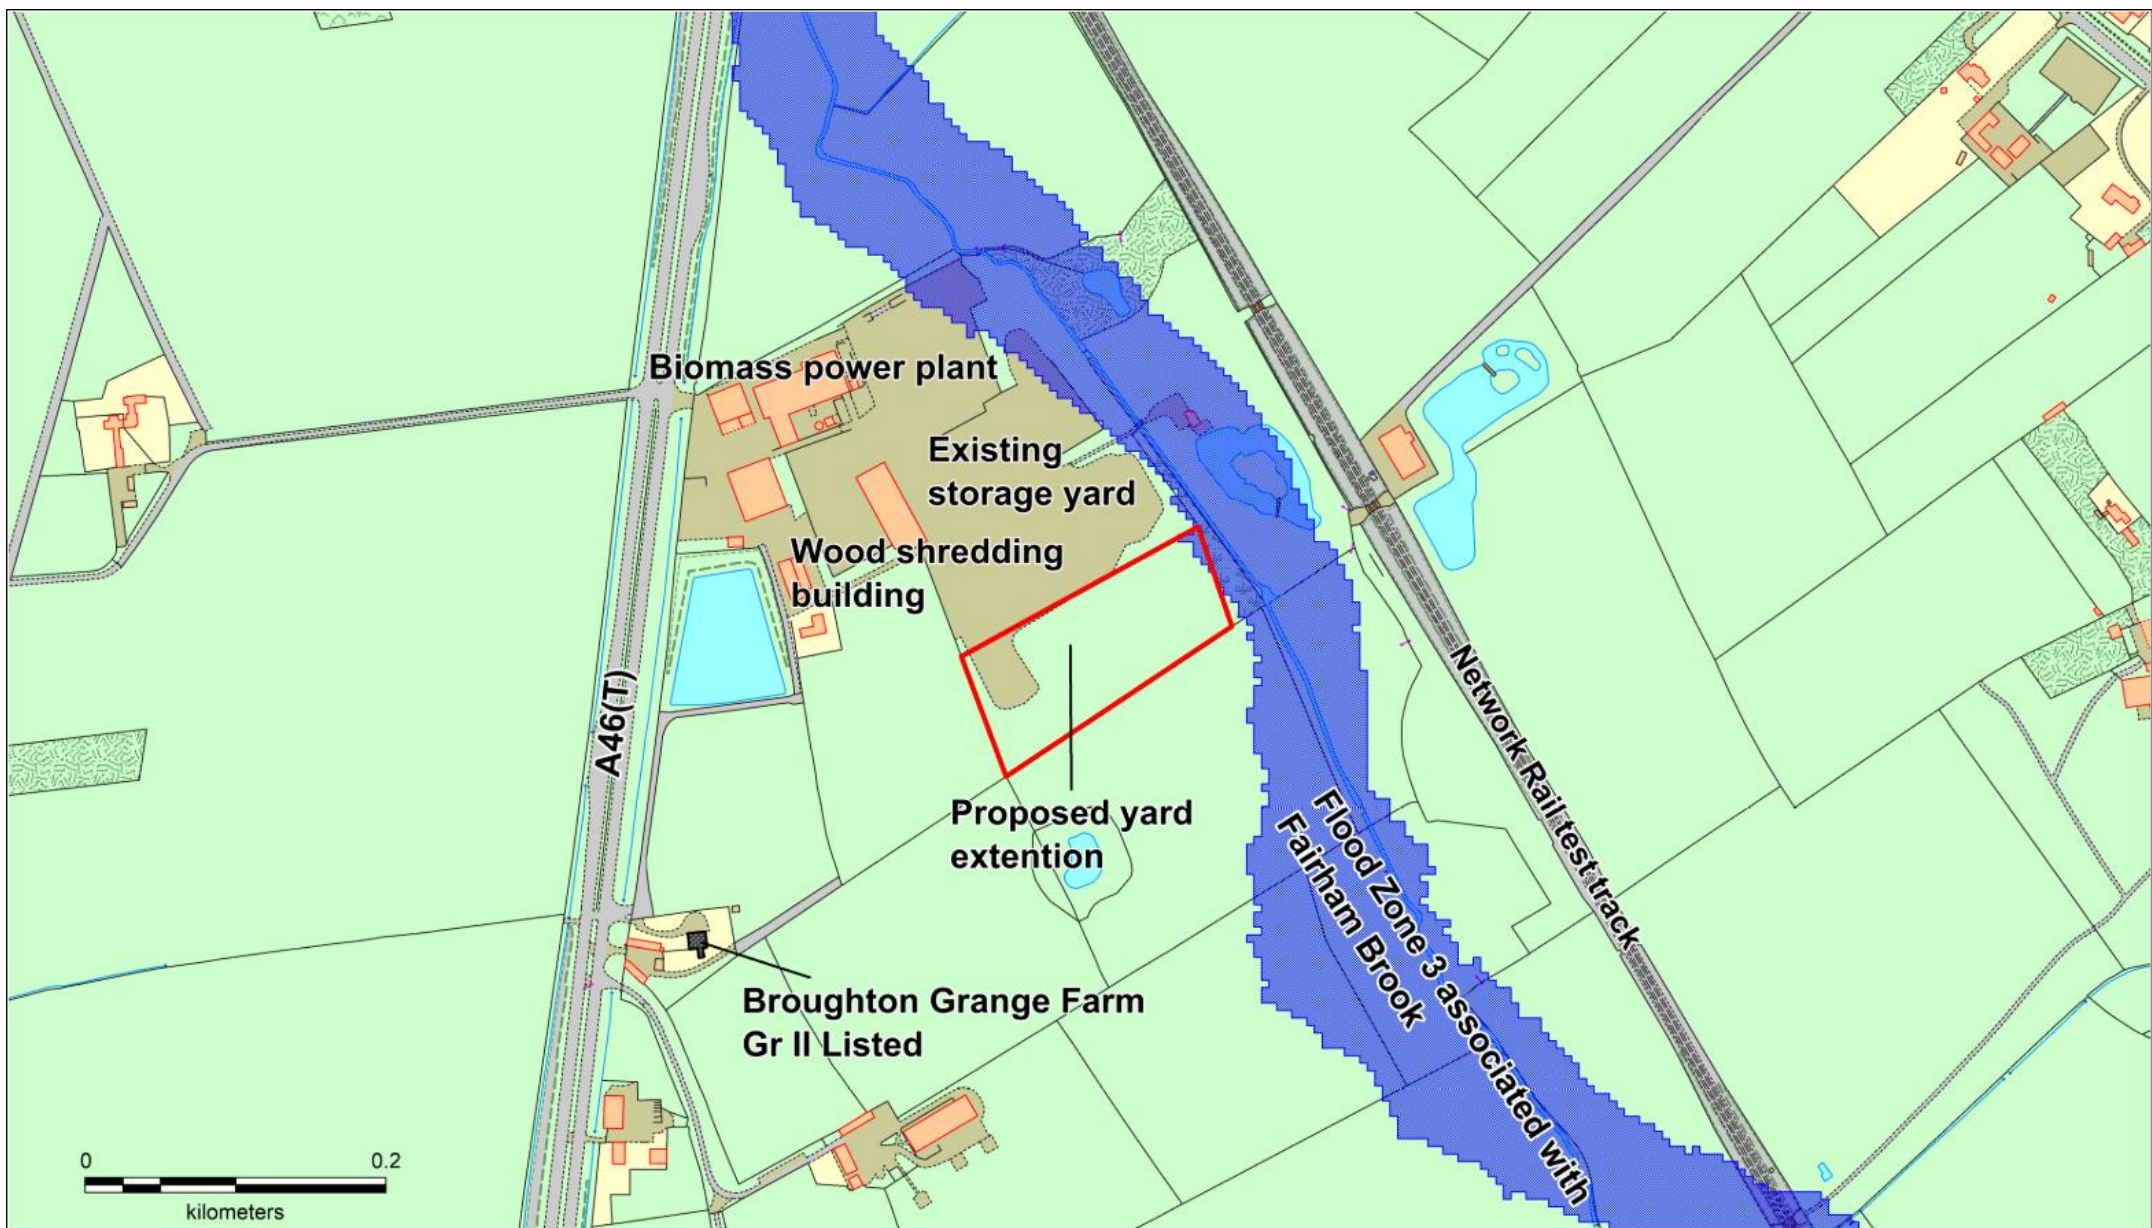 Biomass power plant
Existing
storage yard
Wood shredding
building
A46(T)
Proposed yard
extention
Network Rail test track
Flood Zone 3 associated with
Fairham Brook
Broughton Grange Farm
Gr II Listed
0 0.2
kilometers